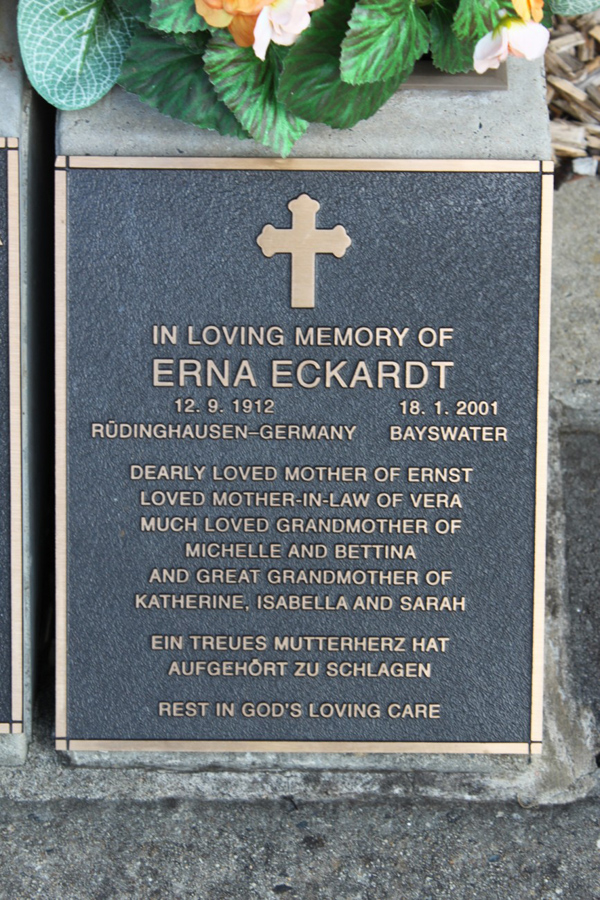 IN LOVING MEMORY OF
ERNA ECKARDT
12. 9. 1912 18. 1. 2001
RÜDINGHAUSEN–GERMANY BAYSWATER
DEARLY LOVED MOTHER OF ERNST
LOVED MOTHER-IN-LAW OF VERA
MUCH LOVED GRANDMOTHER OF
MICHELLE AND BETTINA
AND GREAT GRANDMOTHER OF
KATHERINE, ISABELLA AND SARAH
EIN TREUES MUTTERHERZ HAT
AUFGEHÖRT ZU SCHLAGEN
REST IN GOD'S LOVING CARE